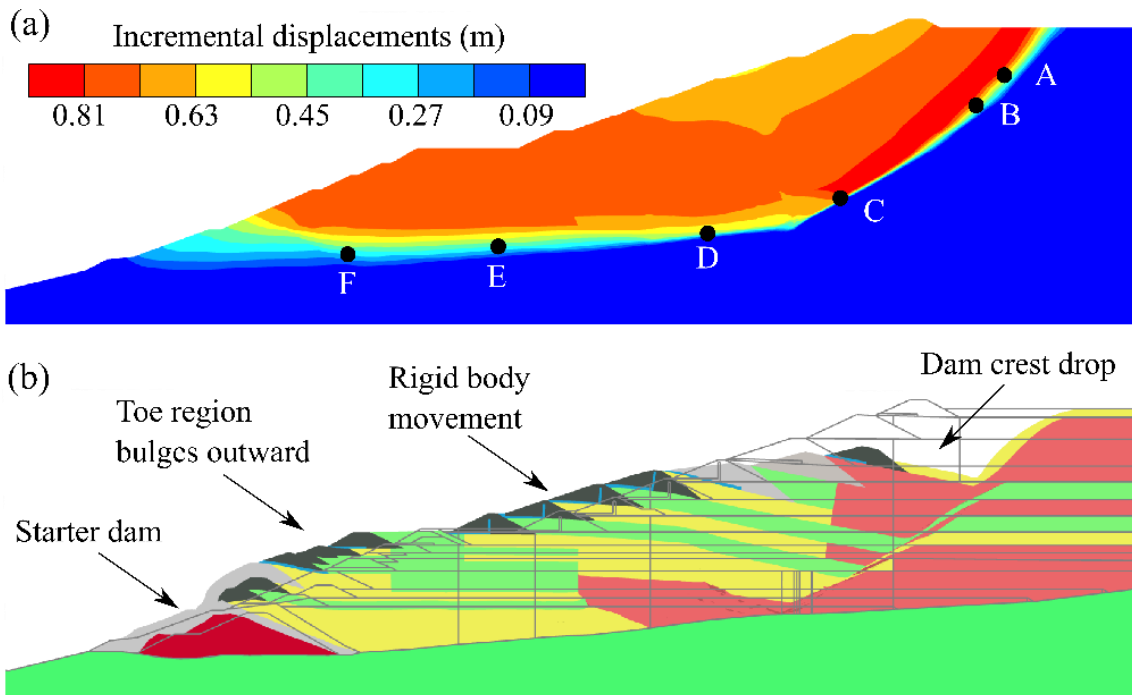 (a)
Incremental displacements (m)
0.81 0.63 0.45 0.27 0.09
A
B
C
D
E
F
(b)
Dam crest drop
Rigid body
movement
Toe region
bulges outward
Starter dam